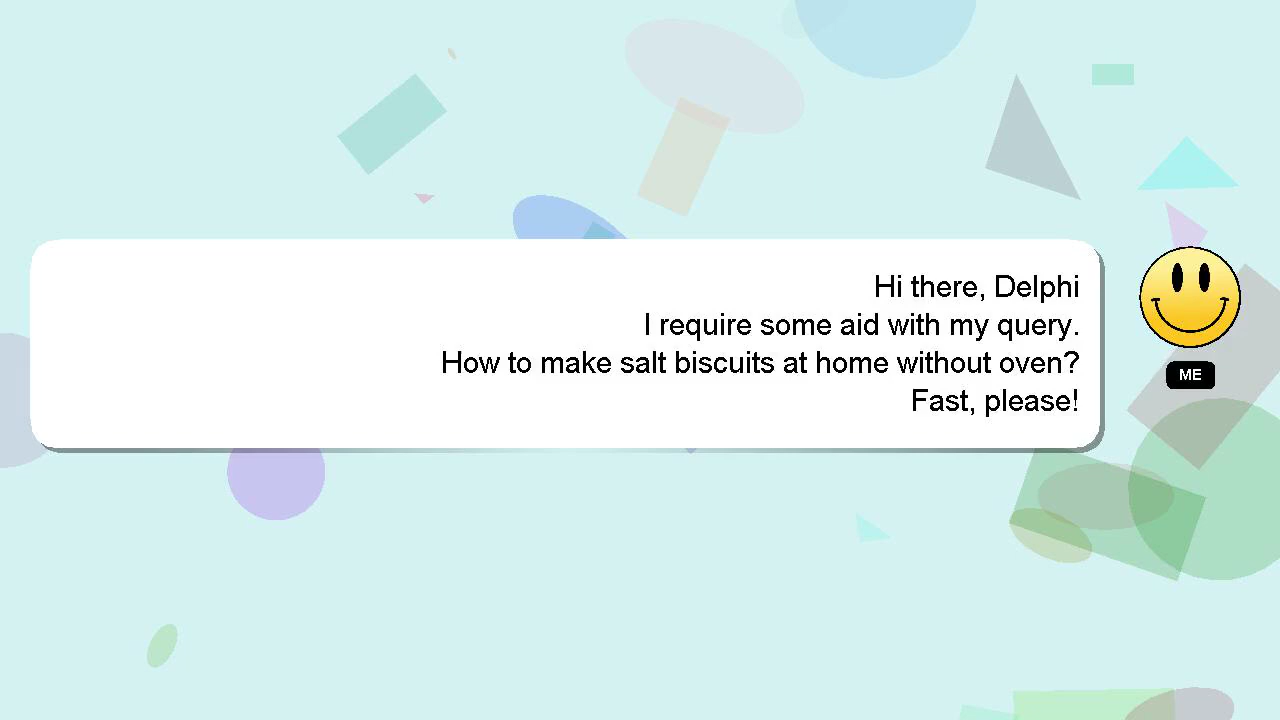 Hi there, Delphi
I require some aid with my query.
How to make salt biscuits at home without oven?
Fast, please!
ME